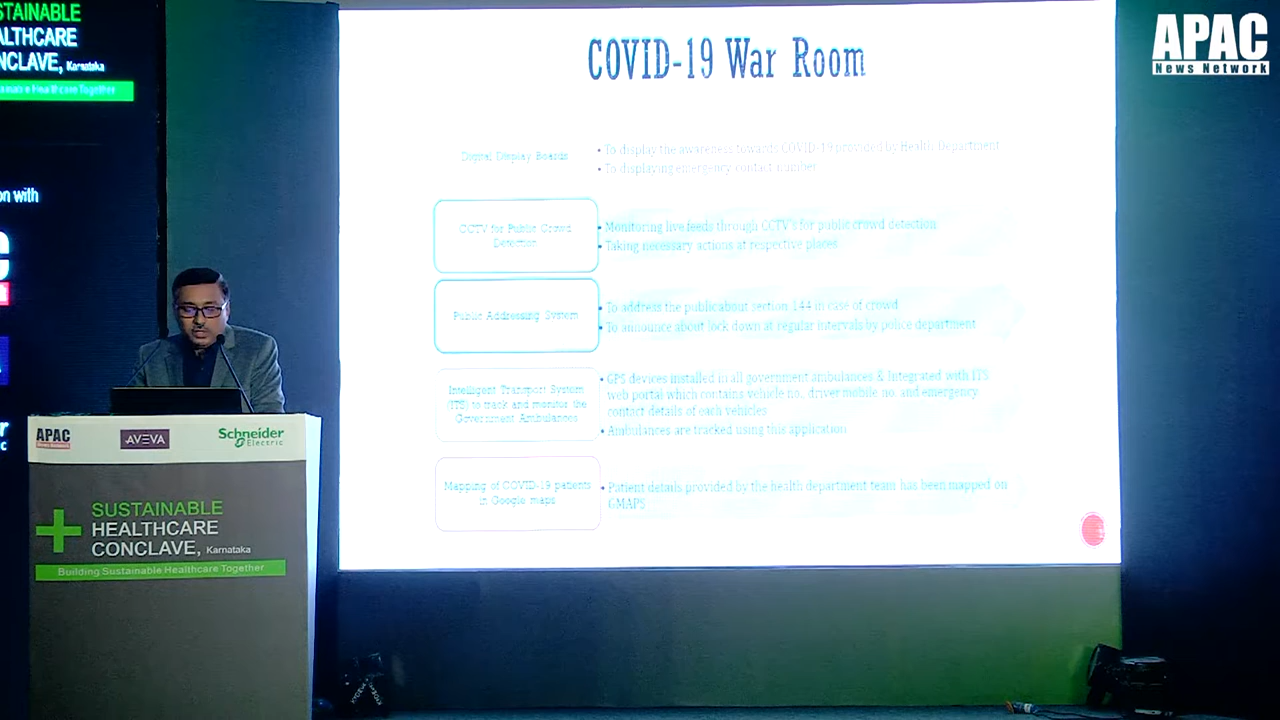 STAINABLE
ALTHCARE
NCLAVE, Karnataka
on with
APAC
News Network
COVID-19 War Room
Digital Display Boards
• To display the awareness towards COVID-19 provided by Health Department
• To displaying emergency contact number
CCTV for Public Crowd
Detection
• Monitoring live feeds through CCTV's for public crowd detection
• Taking necessary actions at respective places
Public Addressing System
• To address the public about section 144 in case of crowd
• To announce about lock down at regular intervals by police department
Intelligent Transport System
(ITS) to track and monitor the
Government Ambulances
• GPS devices installed in all government ambulances & Integrated with ITS
web portal which contains vehicle no., driver mobile no. and emergency
contact details of each vehicles
• Ambulances are tracked using this application
Mapping of COVID-19 patients
in Google maps
• Patient details provided by the health department team has been mapped on
GMAPS
APAC
News Network
AVEVA
Schneider
Electric
SUSTAINABLE
HEALTHCARE
CONCLAVE, Karnataka
Building Sustainable Healthcare Together